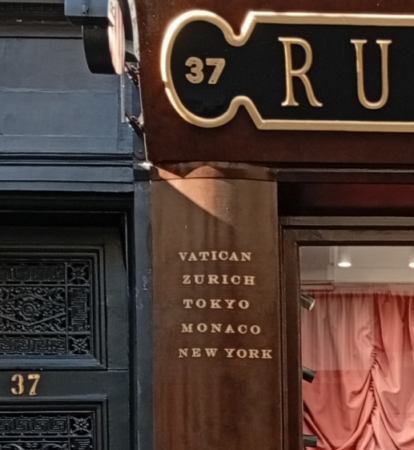 37 RU
VATICAN
ZURICH
TOKYO
MONACO
NEW YORK
37